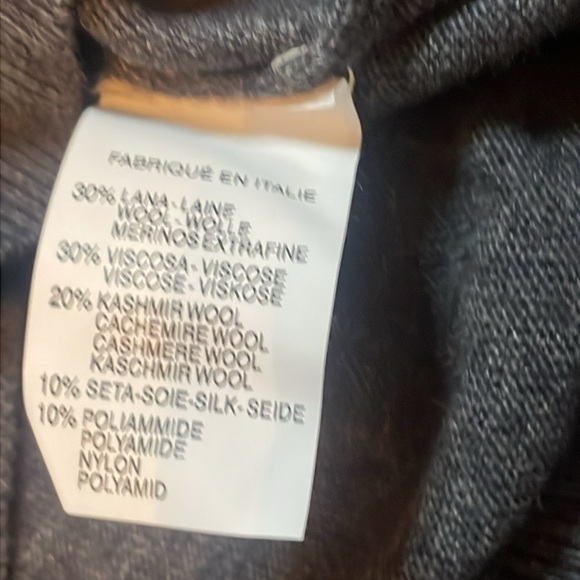 FABRIQUÉ EN ITALIE
30% LANA-LAINE
WOOL-WOLLE
MERINOS EXTRAFINE
30% VISCOSA-VISCOSE
VISCOSE-VISKOSE
20% KASHMIR WOOL
CACHEMIRE WOOL
CASHMERE WOOL
KASCHMIR WOOL
10% SETA-SOIE-SILK-SEIDE
10% POLIAMMIDE
POLYAMIDE
NYLON
POLYAMID